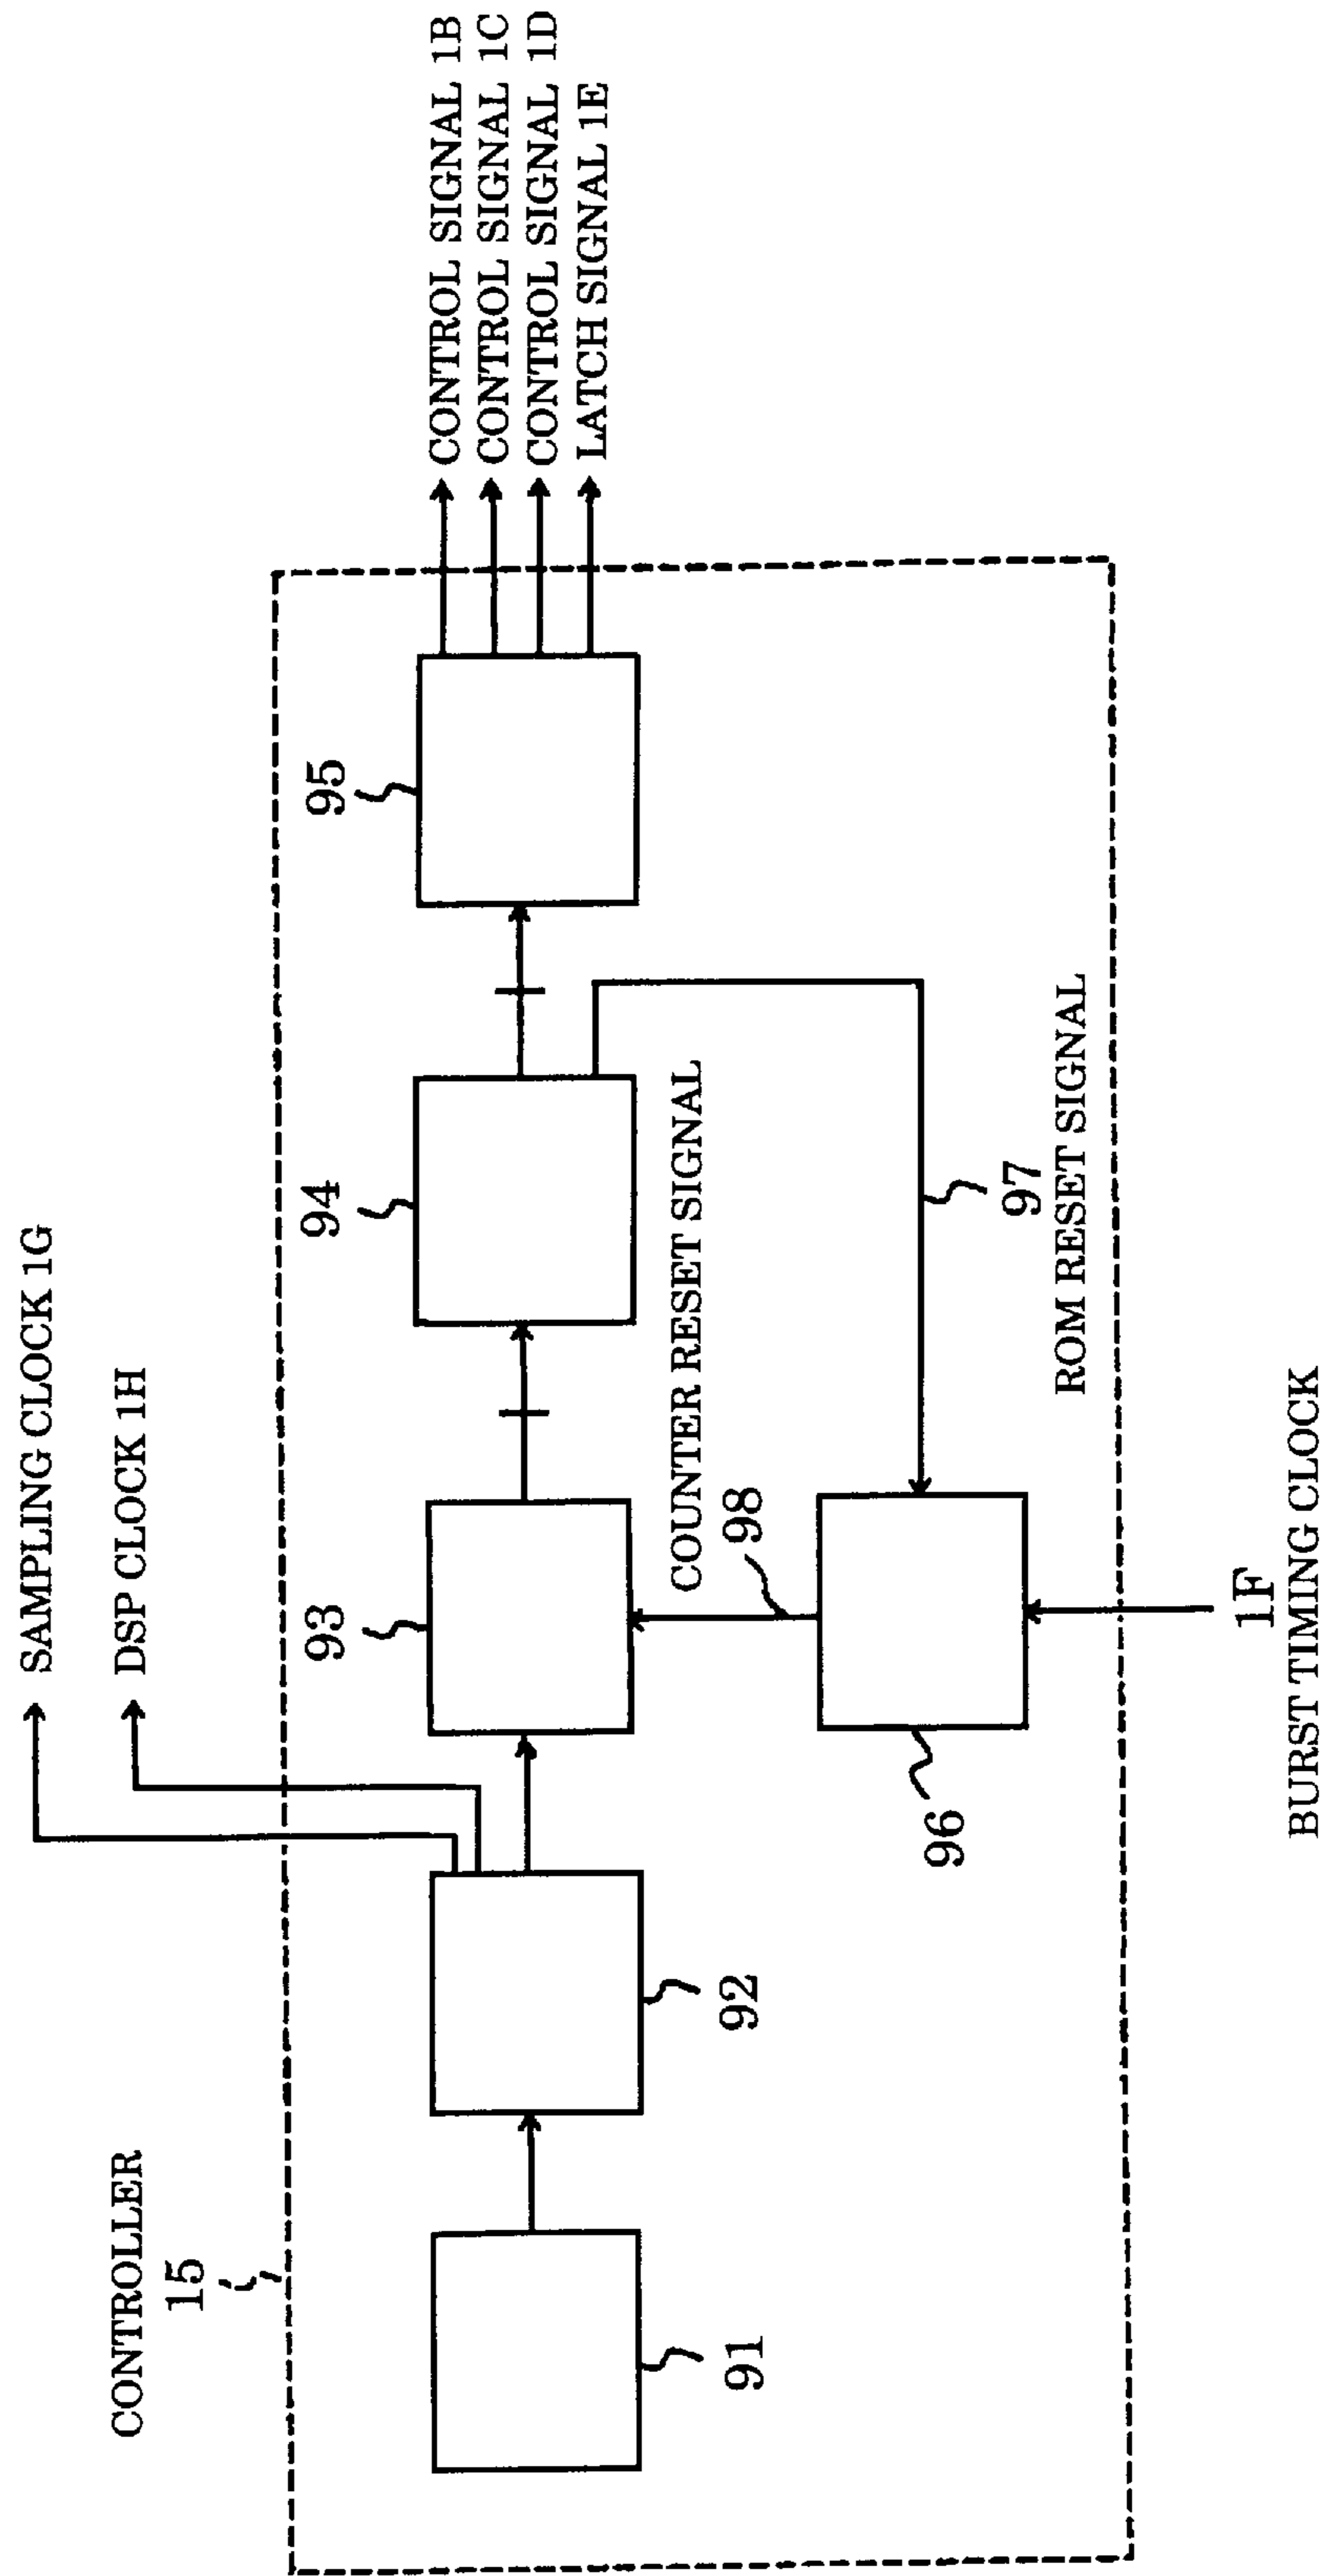 SAMPLING CLOCK 1G
DSP CLOCK 1H
CONTROLLER
15
91
92
93
94
95
CONTROL SIGNAL 1B
CONTROL SIGNAL 1C
CONTROL SIGNAL 1D
LATCH SIGNAL 1E
COUNTER RESET SIGNAL
98
96
97
ROM RESET SIGNAL
1F
BURST TIMING CLOCK